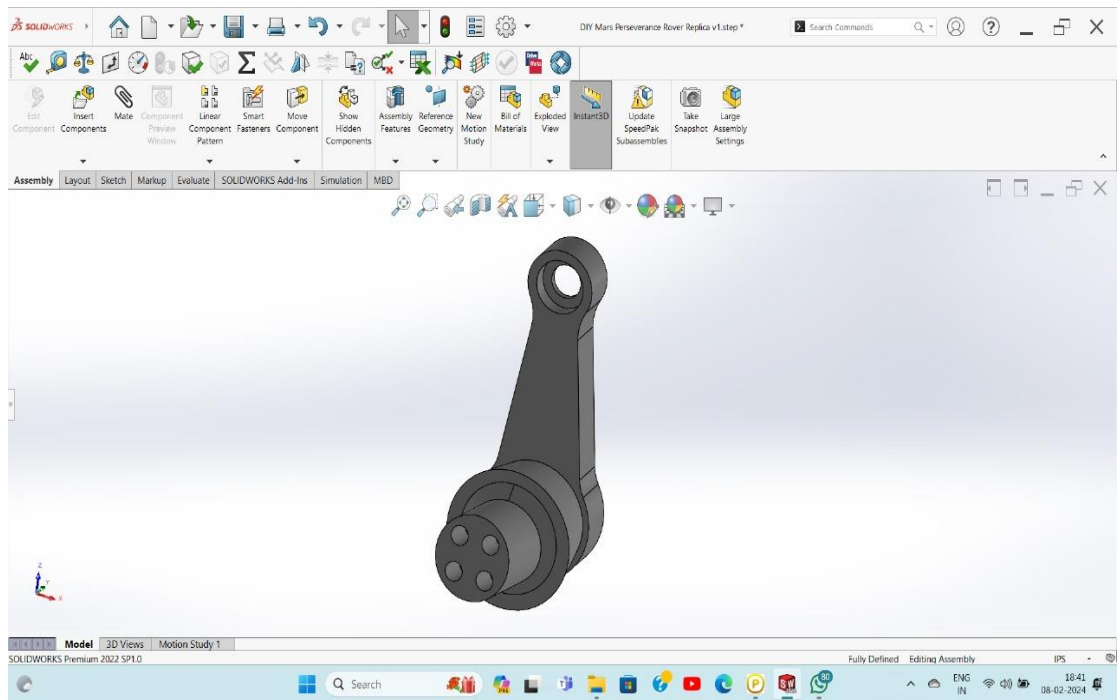 SOLIDWORKS
DIY Mars Perseverance Rover Replica v1.step *
Search Commands
Edit Component
Insert Components
Mate
Component Preview Window
Linear Component Pattern
Smart Fasteners
Move Component
Show Hidden Components
Assembly Features
Reference Geometry
New Motion Study
Bill of Materials
Exploded View
Instant3D
Update SpeedPak Subassemblies
Take Snapshot
Large Assembly Settings
Assembly Layout Sketch Markup Evaluate SOLIDWORKS Add-Ins Simulation MBD
Z
Y
X
Model 3D Views Motion Study 1
SOLIDWORKS Premium 2022 SP1.0 Fully Defined Editing Assembly IPS
Search
ENG
IN
18:41
08-02-2024